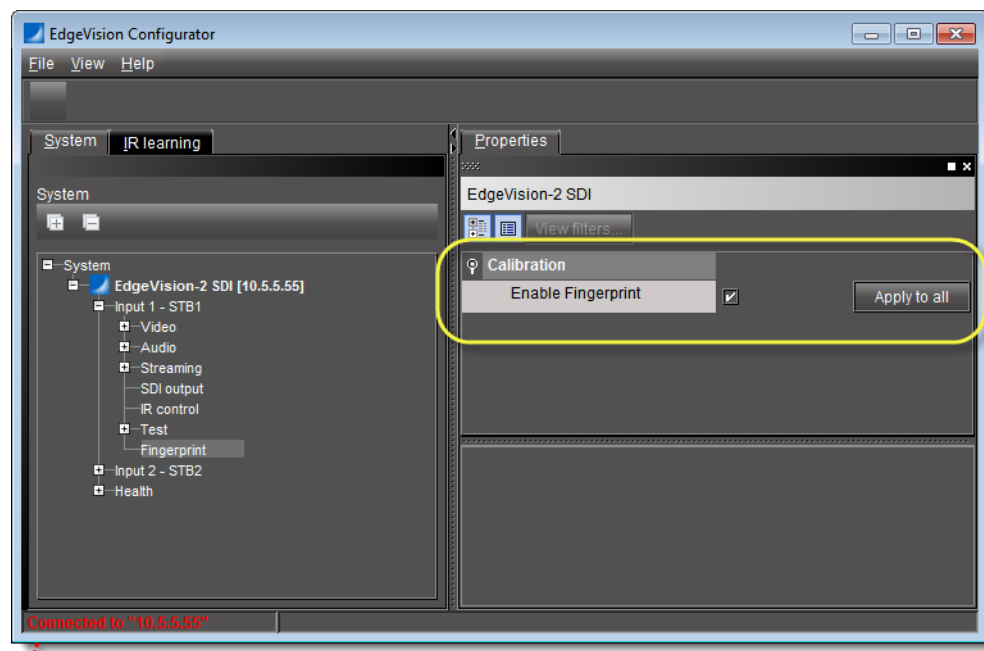 EdgeVision Configurator
File View Help
System IR learning
Properties
System
EdgeVision-2 SDI
View filters...
System
EdgeVision-2 SDI [10.5.5.55]
Input 1 - STB1
Video
Audio
Streaming
SDI output
IR control
Test
Fingerprint
Input 2 - STB2
Health
Calibration
Enable Fingerprint
Apply to all
Connected to "10.5.5.55"